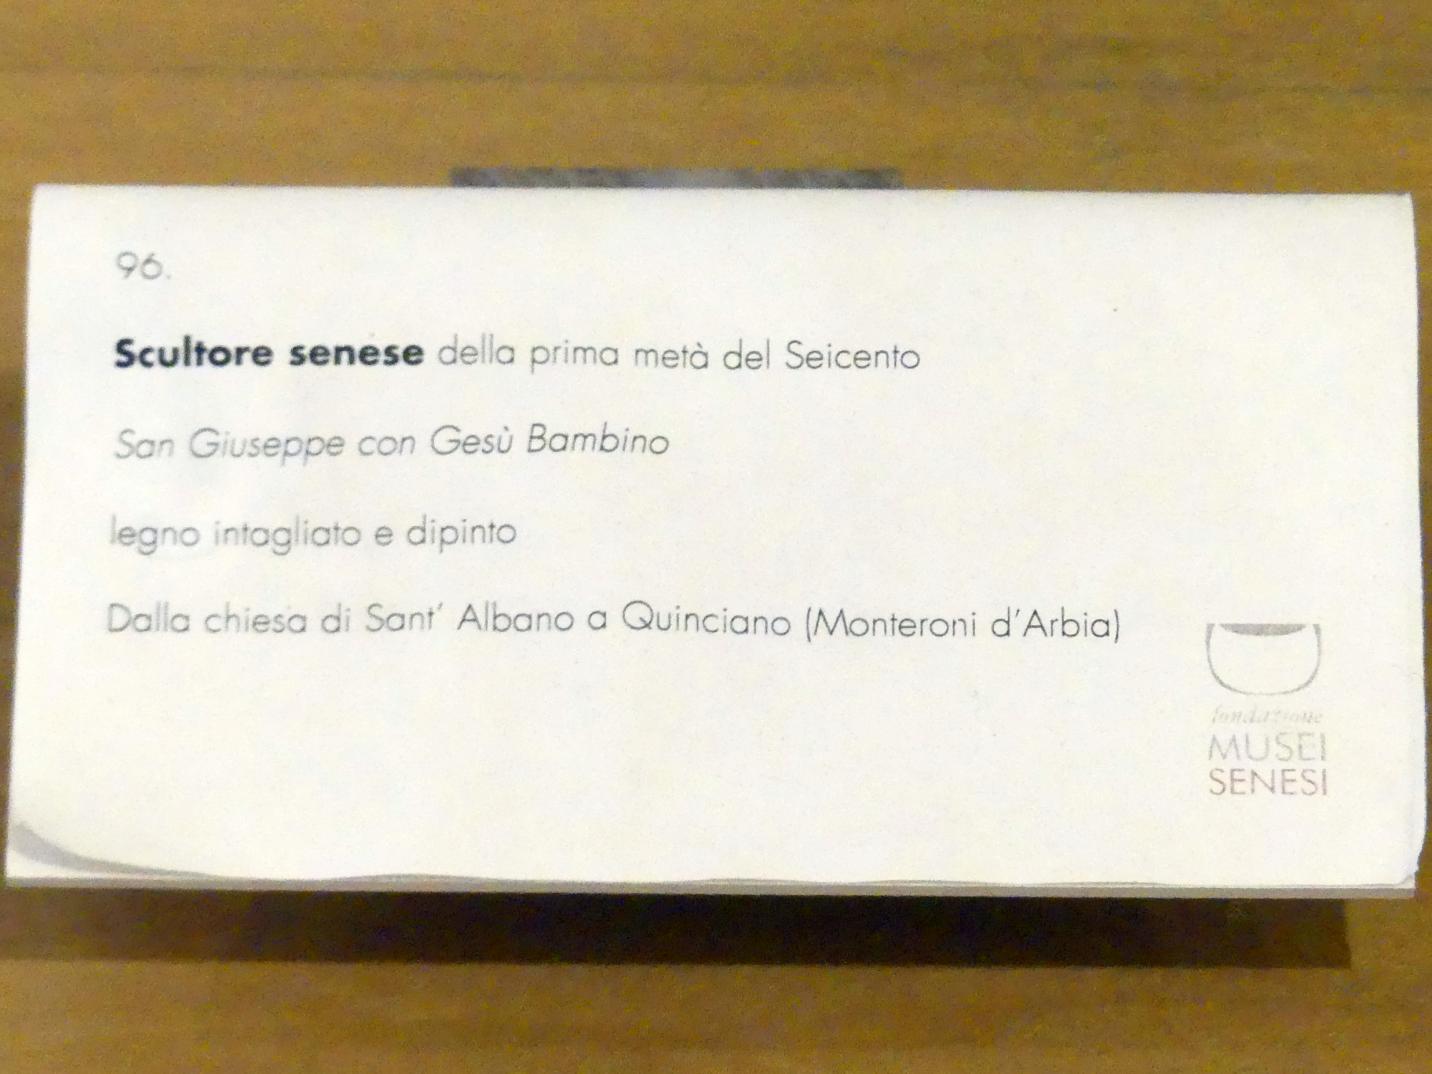 96.
Scultore senese della prima metà del Seicento
San Giuseppe con Gesù Bambino
legno intagliato e dipinto
Dalla chiesa di Sant' Albano a Quinciano (Monteroni d'Arbia)
fondazione
MUSEI
SENESI